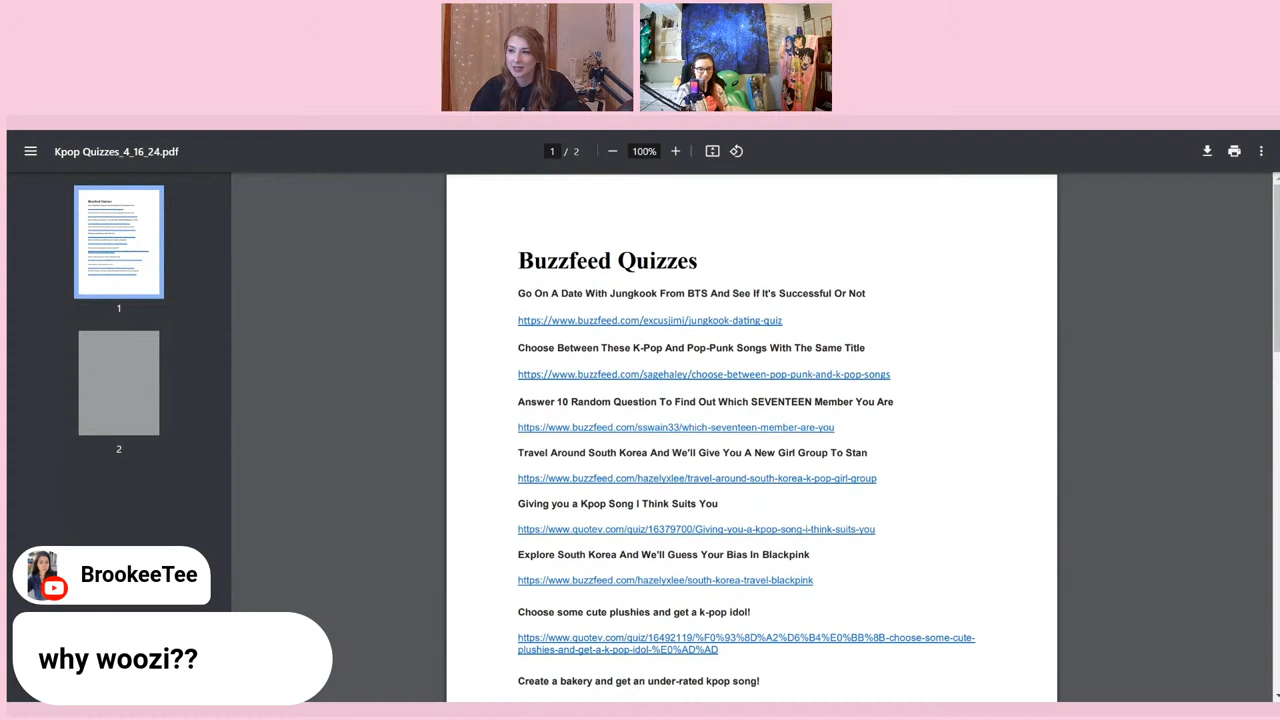 Kpop Quizzes_4_16_24.pdf
1 / 2
100%
Buzzfeed Quizzes
Go On A Date With Jungkook From BTS And See If It's Successful Or Not
https://www.buzzfeed.com/excusjimi/jungkook-dating-quiz
Choose Between These K-Pop And Pop-Punk Songs With The Same Title
https://www.buzzfeed.com/sagehaley/choose-between-pop-punk-and-k-pop-songs
Answer 10 Random Question To Find Out Which SEVENTEEN Member You Are
https://www.buzzfeed.com/sswain33/which-seventeen-member-are-you
Travel Around South Korea And We'll Give You A New Girl Group To Stan
https://www.buzzfeed.com/hazelyxlee/travel-around-south-korea-k-pop-girl-group
Giving you a Kpop Song I Think Suits You
https://www.quotev.com/quiz/16379700/Giving-you-a-kpop-song-i-think-suits-you
Explore South Korea And We'll Guess Your Bias In Blackpink
https://www.buzzfeed.com/hazelyxlee/south-korea-travel-blackpink
Choose some cute plushies and get a k-pop idol!
https://www.quotev.com/quiz/16492119/%F0%93%8D%A2%D6%B4%E0%BB%8B-choose-some-cute-
plushies-and-get-a-k-pop-idol-%E0%AD%AD
Create a bakery and get an under-rated kpop song!
1
2
BrookeeTee
why woozi??